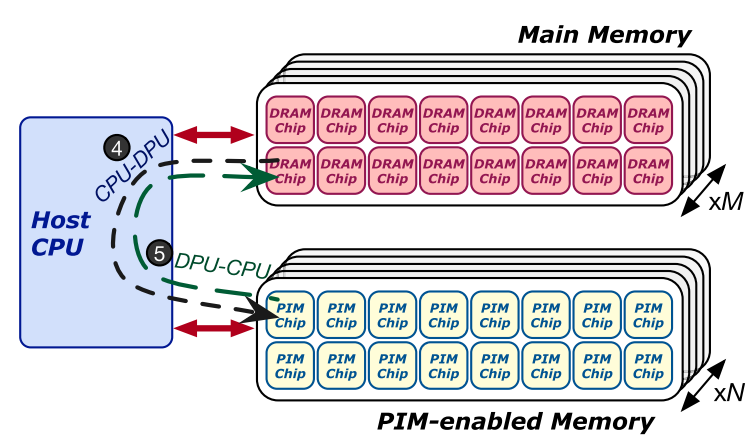 Main Memory
DRAM DRAM DRAM DRAM DRAM DRAM DRAM DRAM
Chip Chip Chip Chip Chip Chip Chip Chip
4
CPU-DPU
DRAM DRAM DRAM DRAM DRAM DRAM DRAM DRAM
Chip Chip Chip Chip Chip Chip Chip Chip
xM
Host
CPU
5
DPU-CPU
PIM PIM PIM PIM PIM PIM PIM PIM
Chip Chip Chip Chip Chip Chip Chip Chip
PIM PIM PIM PIM PIM PIM PIM PIM
Chip Chip Chip Chip Chip Chip Chip Chip
xN
PIM-enabled Memory